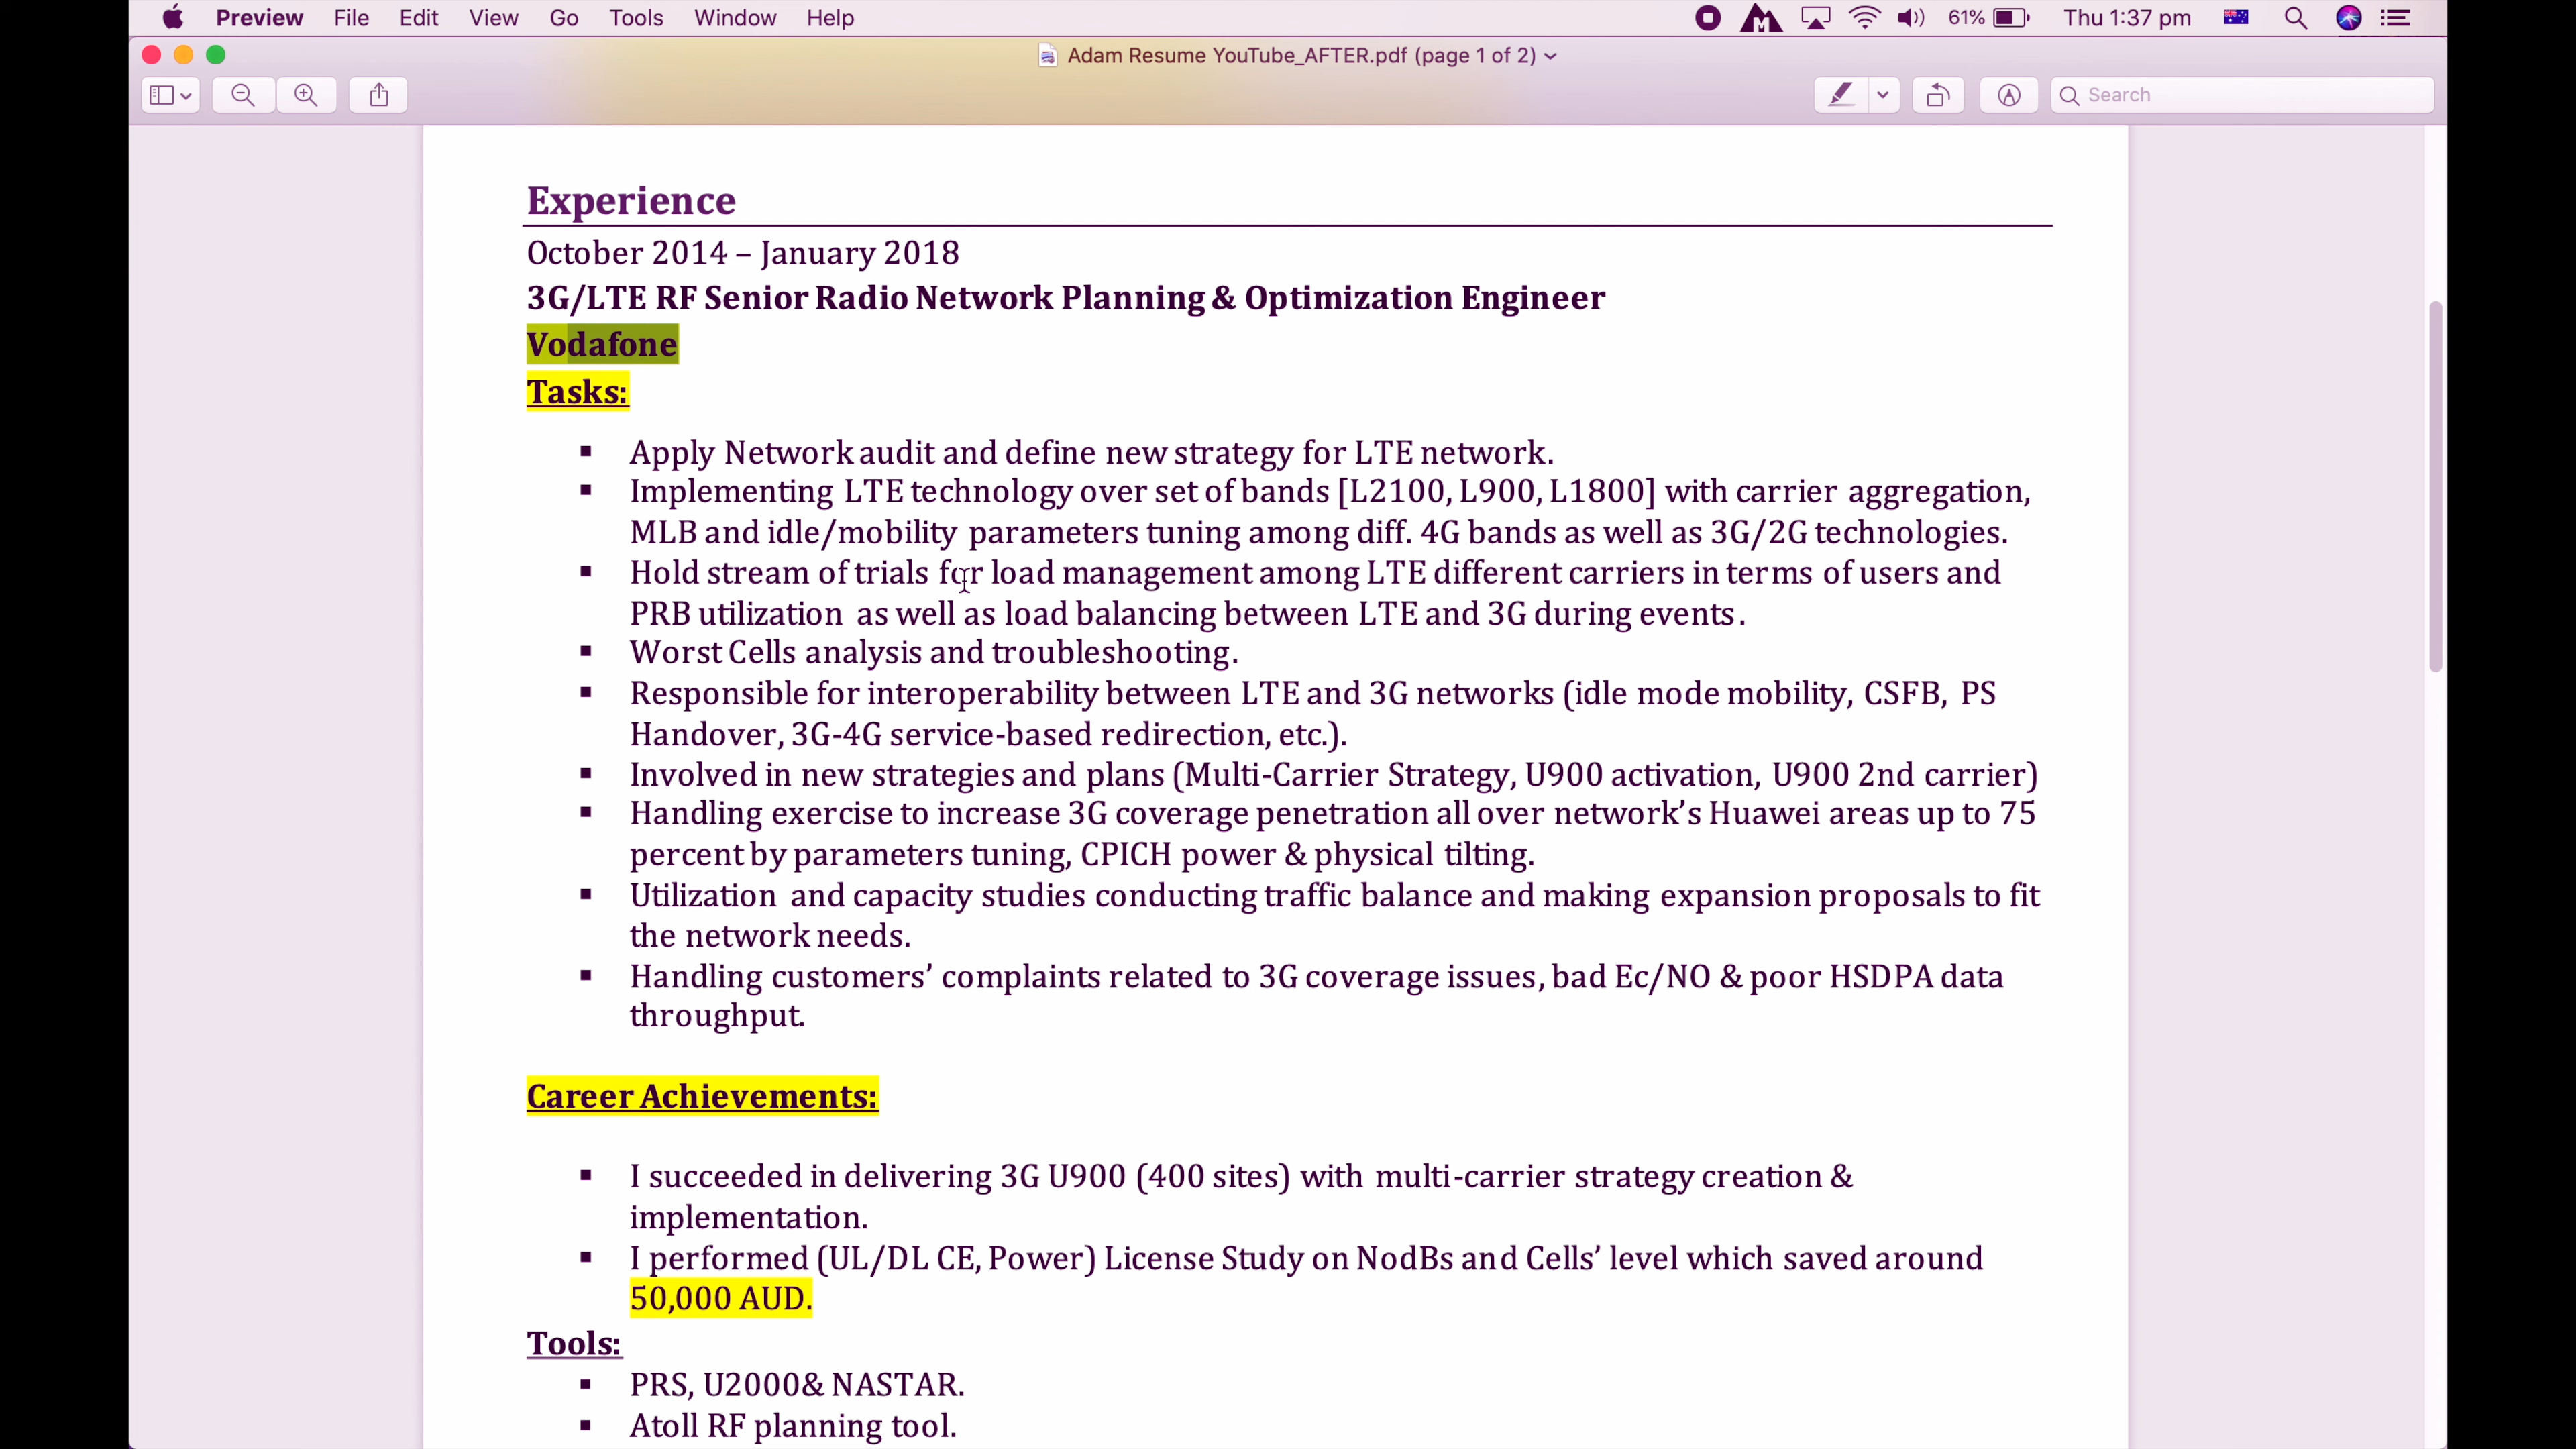 Preview File Edit View Go Tools Window Help 61% Thu 1:37 pm
Adam Resume YouTube_AFTER.pdf (page 1 of 2)
Search
Experience
October 2014 – January 2018
3G/LTE RF Senior Radio Network Planning & Optimization Engineer
Vodafone
Tasks:
▪ Apply Network audit and define new strategy for LTE network.
▪ Implementing LTE technology over set of bands [L2100, L900, L1800] with carrier aggregation,
MLB and idle/mobility parameters tuning among diff. 4G bands as well as 3G/2G technologies.
▪ Hold stream of trials for load management among LTE different carriers in terms of users and
PRB utilization as well as load balancing between LTE and 3G during events.
▪ Worst Cells analysis and troubleshooting.
▪ Responsible for interoperability between LTE and 3G networks (idle mode mobility, CSFB, PS
Handover, 3G-4G service-based redirection, etc.).
▪ Involved in new strategies and plans (Multi-Carrier Strategy, U900 activation, U900 2nd carrier)
▪ Handling exercise to increase 3G coverage penetration all over network’s Huawei areas up to 75
percent by parameters tuning, CPICH power & physical tilting.
▪ Utilization and capacity studies conducting traffic balance and making expansion proposals to fit
the network needs.
▪ Handling customers’ complaints related to 3G coverage issues, bad Ec/NO & poor HSDPA data
throughput.
Career Achievements:
▪ I succeeded in delivering 3G U900 (400 sites) with multi-carrier strategy creation &
implementation.
▪ I performed (UL/DL CE, Power) License Study on NodBs and Cells’ level which saved around
50,000 AUD.
Tools:
▪ PRS, U2000& NASTAR.
▪ Atoll RF planning tool.